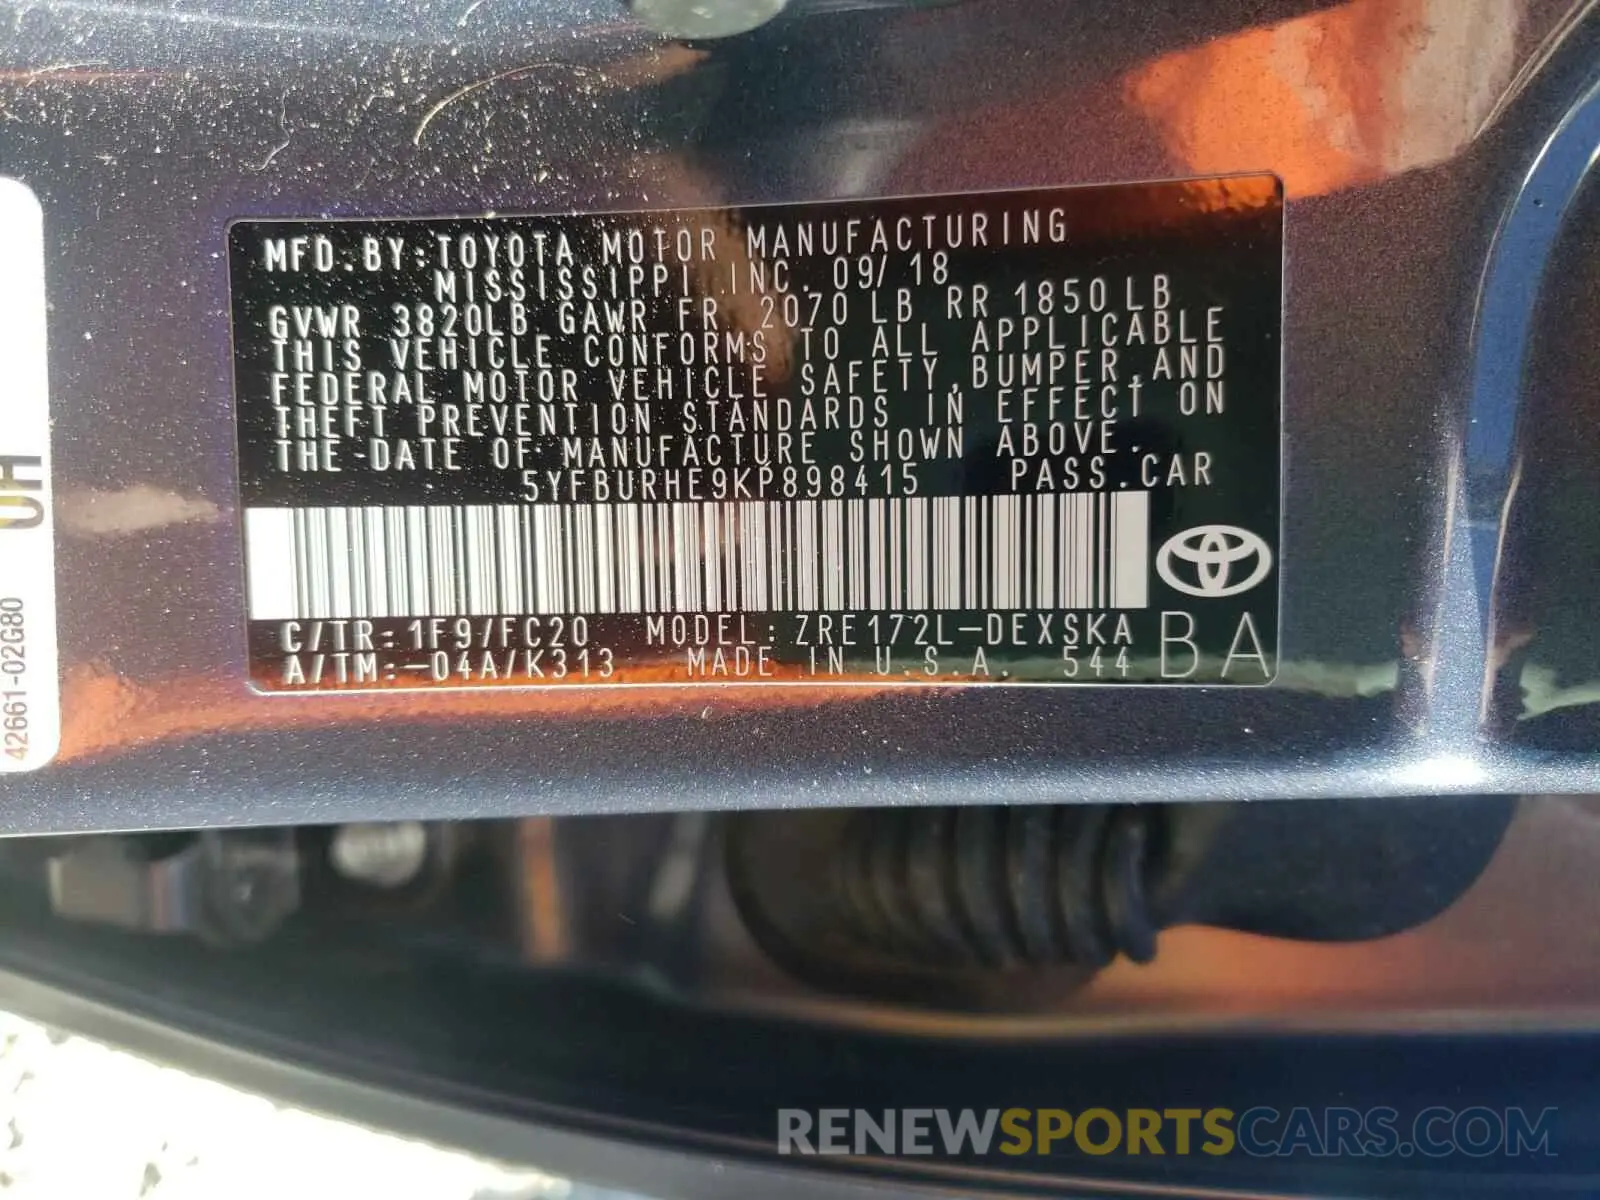 MFD.BY:TOYOTA MOTOR MANUFACTURING
MISSISSIPPI INC. 09/18
GVWR 3820LB GAWR FR 2070 LB RR 1850 LB
THIS VEHICLE CONFORMS TO ALL APPLICABLE
FEDERAL MOTOR VEHICLE SAFETY,BUMPER,AND
THEFT PREVENTION STANDARDS IN EFFECT ON
THE DATE OF MANUFACTURE SHOWN ABOVE.
5YFBURHE9KP898415 PASS.CAR
C/TR:1F9/FC20 MODEL:ZRE172L-DEXSKA
A/TM:-04A/K313 MADE IN U.S.A. 544
BA
42661-02G80
RENEWSPORTSCARS.COM